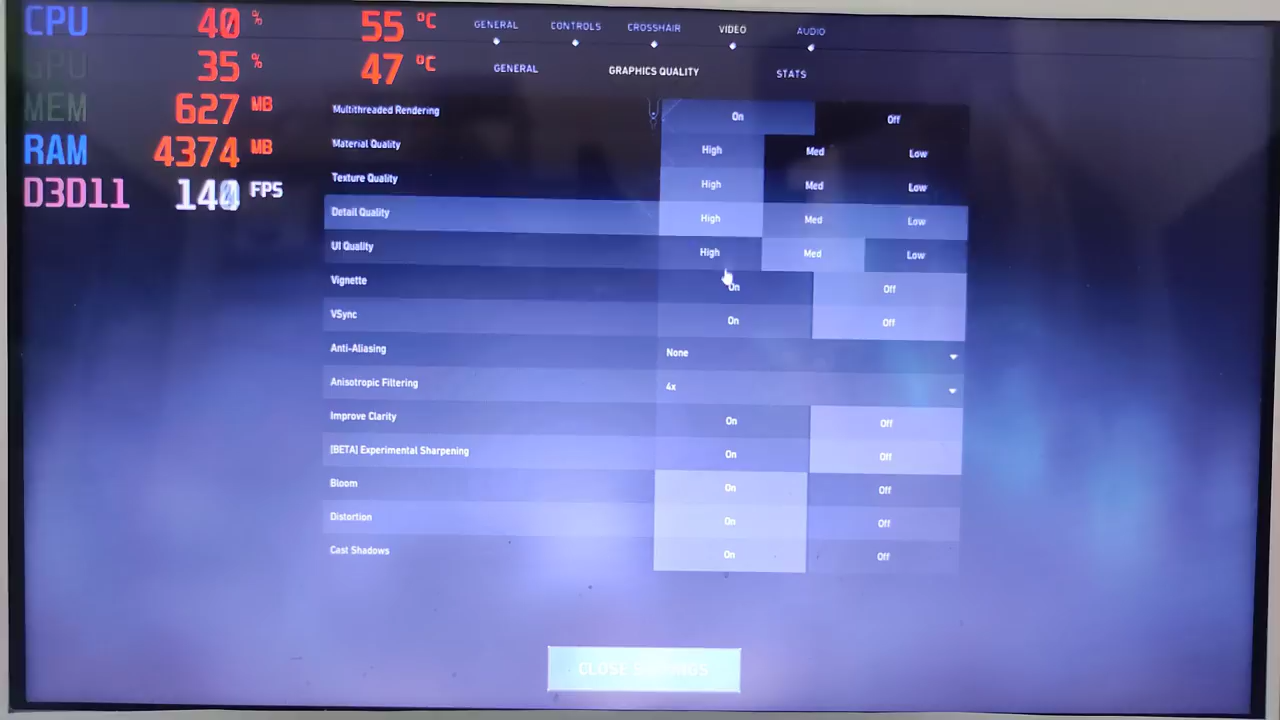 CPU 40 % 55 °C
GPU 35 % 47 °C
MEM 627 MB
RAM 4374 MB
D3D11 140 FPS
GENERAL CONTROLS CROSSHAIR VIDEO AUDIO
GENERAL GRAPHICS QUALITY STATS
Multithreaded Rendering On Off
Material Quality High Med Low
Texture Quality High Med Low
Detail Quality High Med Low
UI Quality High Med Low
Vignette On Off
VSync On Off
Anti-Aliasing None
Anisotropic Filtering 4x
Improve Clarity On Off
[BETA] Experimental Sharpening On Off
Bloom On Off
Distortion On Off
Cast Shadows On Off
CLOSE SETTINGS